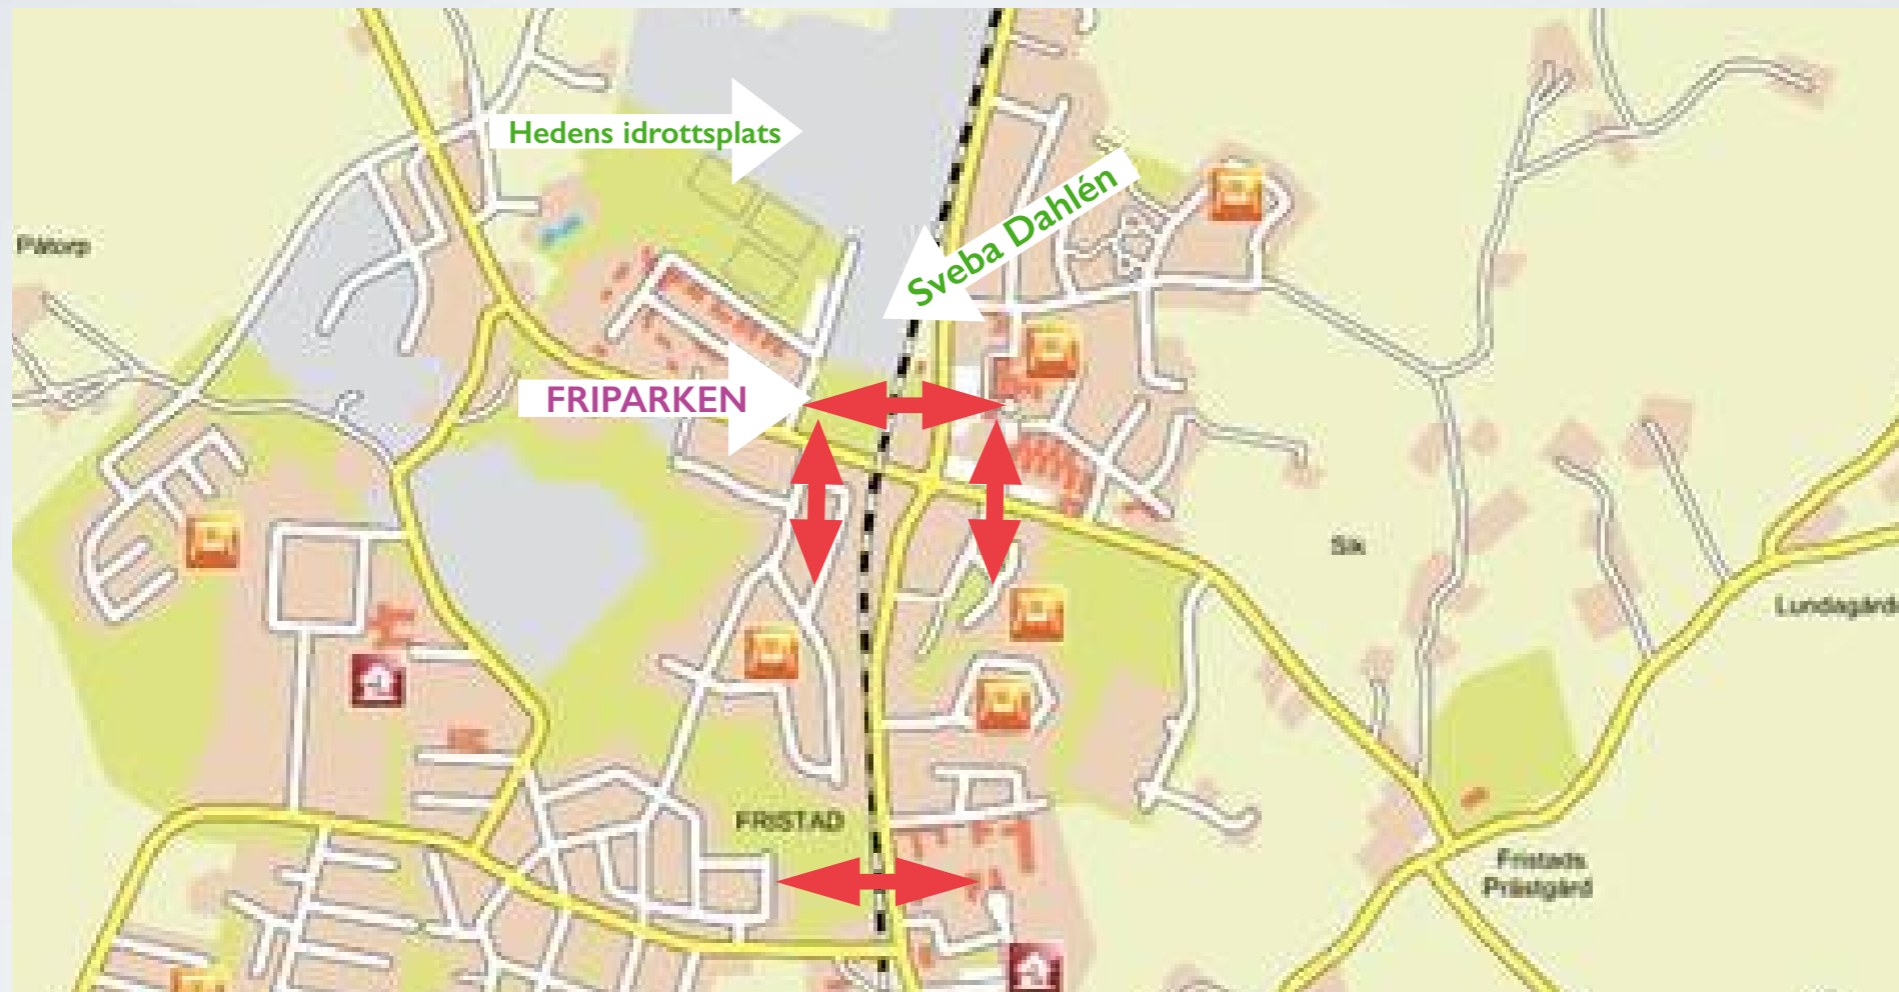 Hedens idrottsplats
Sveba Dahlén
Påtorp
FRIPARKEN
Sik
Lundagård
FRISTAD
Fristads
Prästgård